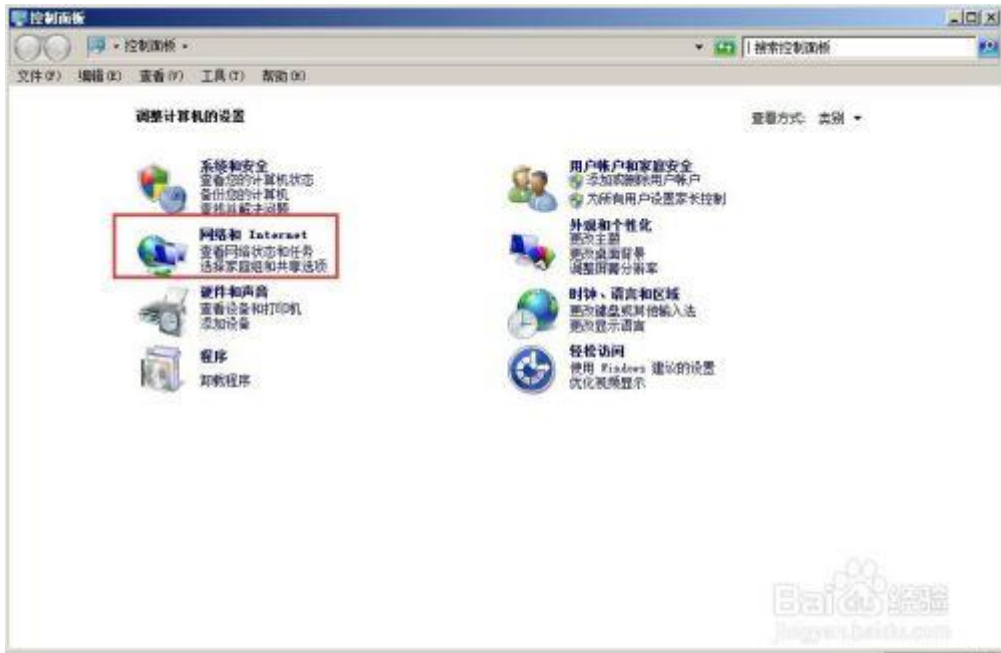 控制面板
控制面板
搜索控制面板
文件(F) 编辑(E) 查看(V) 工具(T) 帮助(H)
调整计算机的设置
查看方式: 类别
系统和安全
查看您的计算机状态
备份您的计算机
查找并解决问题
网络和 Internet
查看网络状态和任务
选择家庭组和共享选项
硬件和声音
查看设备和打印机
添加设备
程序
卸载程序
用户帐户和家庭安全
添加或删除用户帐户
为所有用户设置家长控制
外观和个性化
更改主题
更改桌面背景
调整屏幕分辨率
时钟、语言和区域
更改键盘或其他输入法
更改显示语言
轻松访问
使用 Windows 建议的设置
优化视频显示
Baidu 经验
jingyan.baidu.com